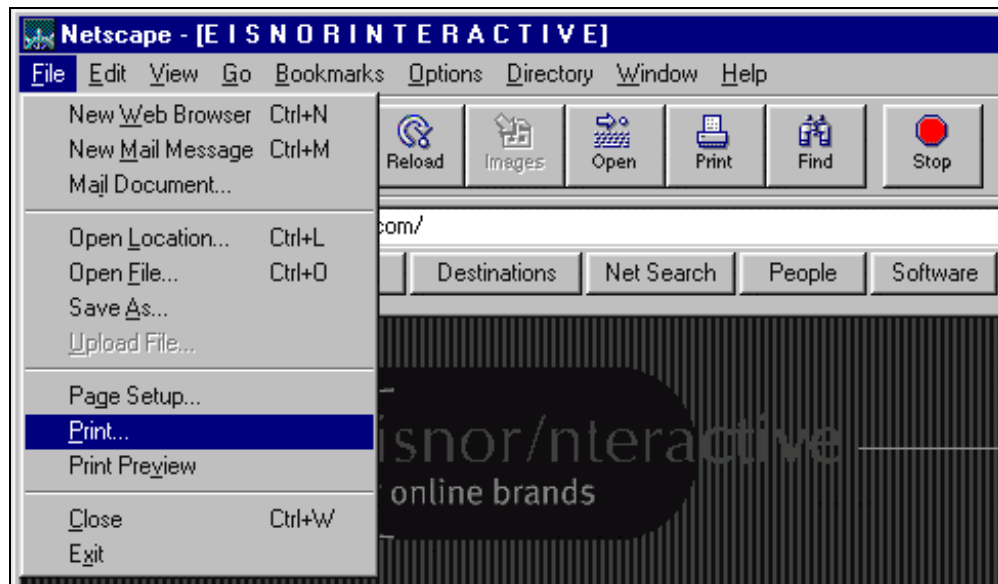 Netscape - [E I S N O R I N T E R A C T I V E]
File Edit View Go Bookmarks Options Directory Window Help
New Web Browser Ctrl+N
New Mail Message Ctrl+M
Mail Document...
Open Location... Ctrl+L
Open File... Ctrl+O
Save As...
Upload File...
Page Setup...
Print...
Print Preview
Close Ctrl+W
Exit
Reload Images Open Print Find Stop
com/
Destinations Net Search People Software
isnor/nteractive
online brands